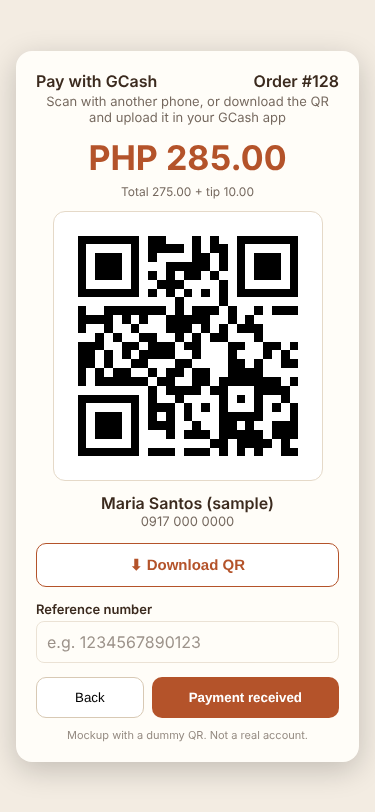 Pay with GCash
Order #128
Scan with another phone, or download the QR
and upload it in your GCash app
PHP 285.00
Total 275.00 + tip 10.00
Maria Santos (sample)
0917 000 0000
⬇ Download QR
Reference number
e.g. 1234567890123
Back
Payment received
Mockup with a dummy QR. Not a real account.